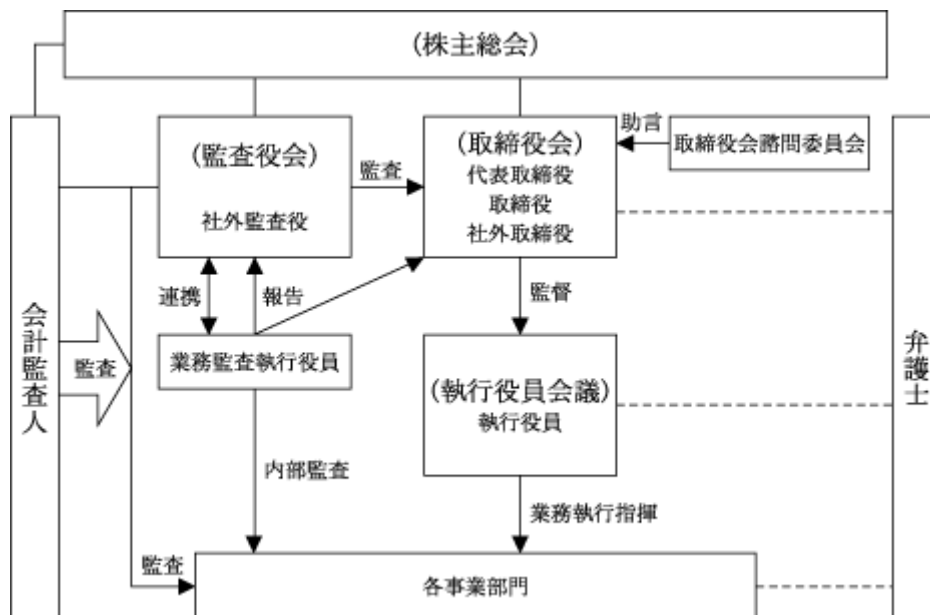 (株主総会)
(監査役会)
社外監査役
監査
(取締役会)
代表取締役
取締役
社外取締役
助言
取締役会諮問委員会
連携
報告
監督
会計監査人
監査
業務監査執行役員
(執行役員会議)
執行役員
弁護士
内部監査
業務執行指揮
監査
各事業部門